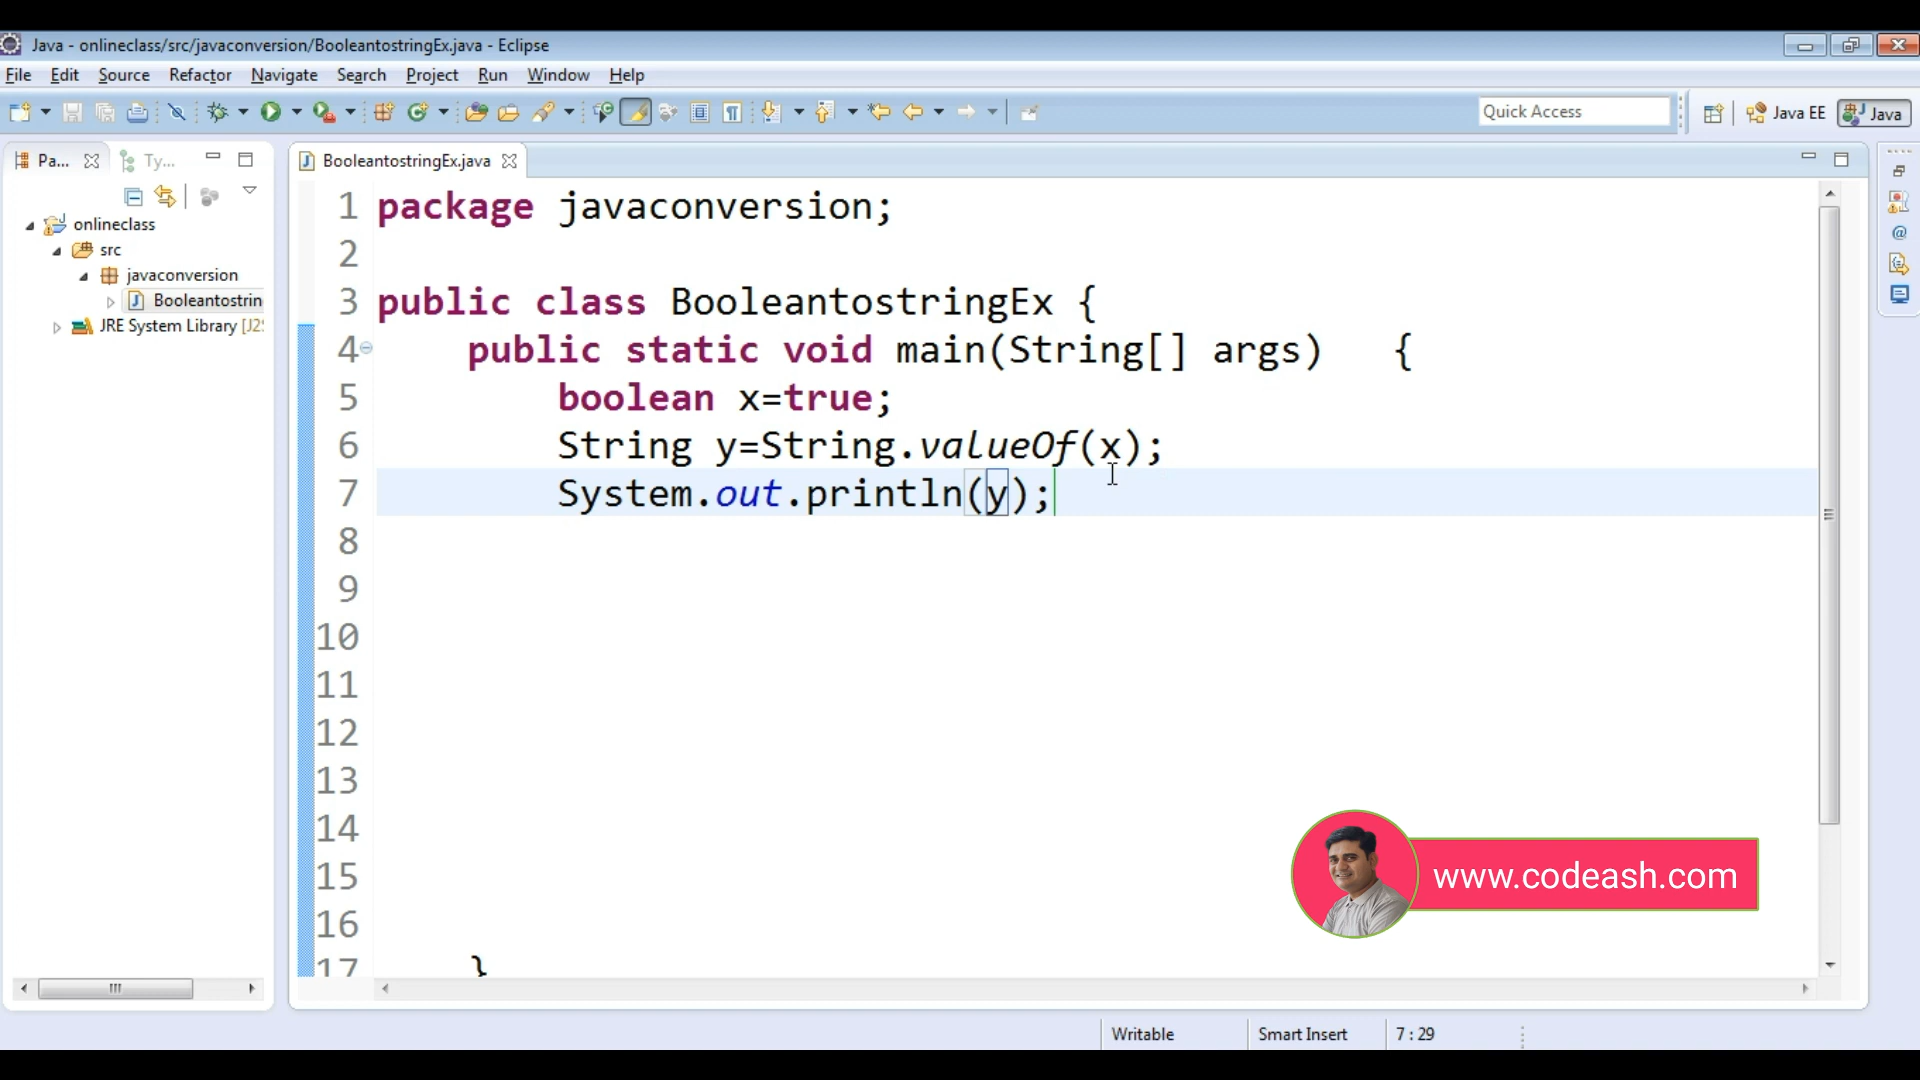 Java - onlineclass/src/javaconversion/BooleantostringEx.java - Eclipse
File Edit Source Refactor Navigate Search Project Run Window Help
Quick Access
Java EE
Java
Pa...
Ty...
BooleantostringEx.java
onlineclass
src
javaconversion
Booleantostrin
JRE System Library [J2S
1 package javaconversion;
2
3 public class BooleantostringEx {
4 public static void main(String[] args) {
5 boolean x=true;
6 String y=String.valueOf(x);
7 System.out.println(y);
8
9
10
11
12
13
14
15
16
17 }
www.codeash.com
Writable
Smart Insert
7 : 29